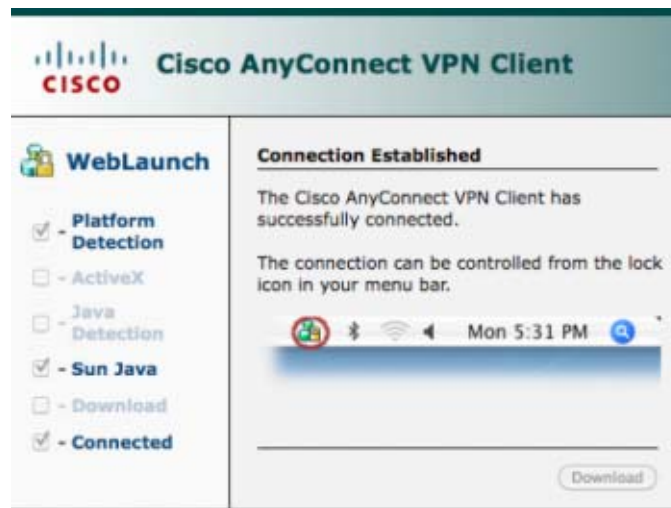 CISCO
Cisco AnyConnect VPN Client
WebLaunch
- Platform
Detection
- ActiveX
- Java
Detection
- Sun Java
- Download
- Connected
Connection Established
The Cisco AnyConnect VPN Client has
successfully connected.
The connection can be controlled from the lock
icon in your menu bar.
Mon 5:31 PM
Download